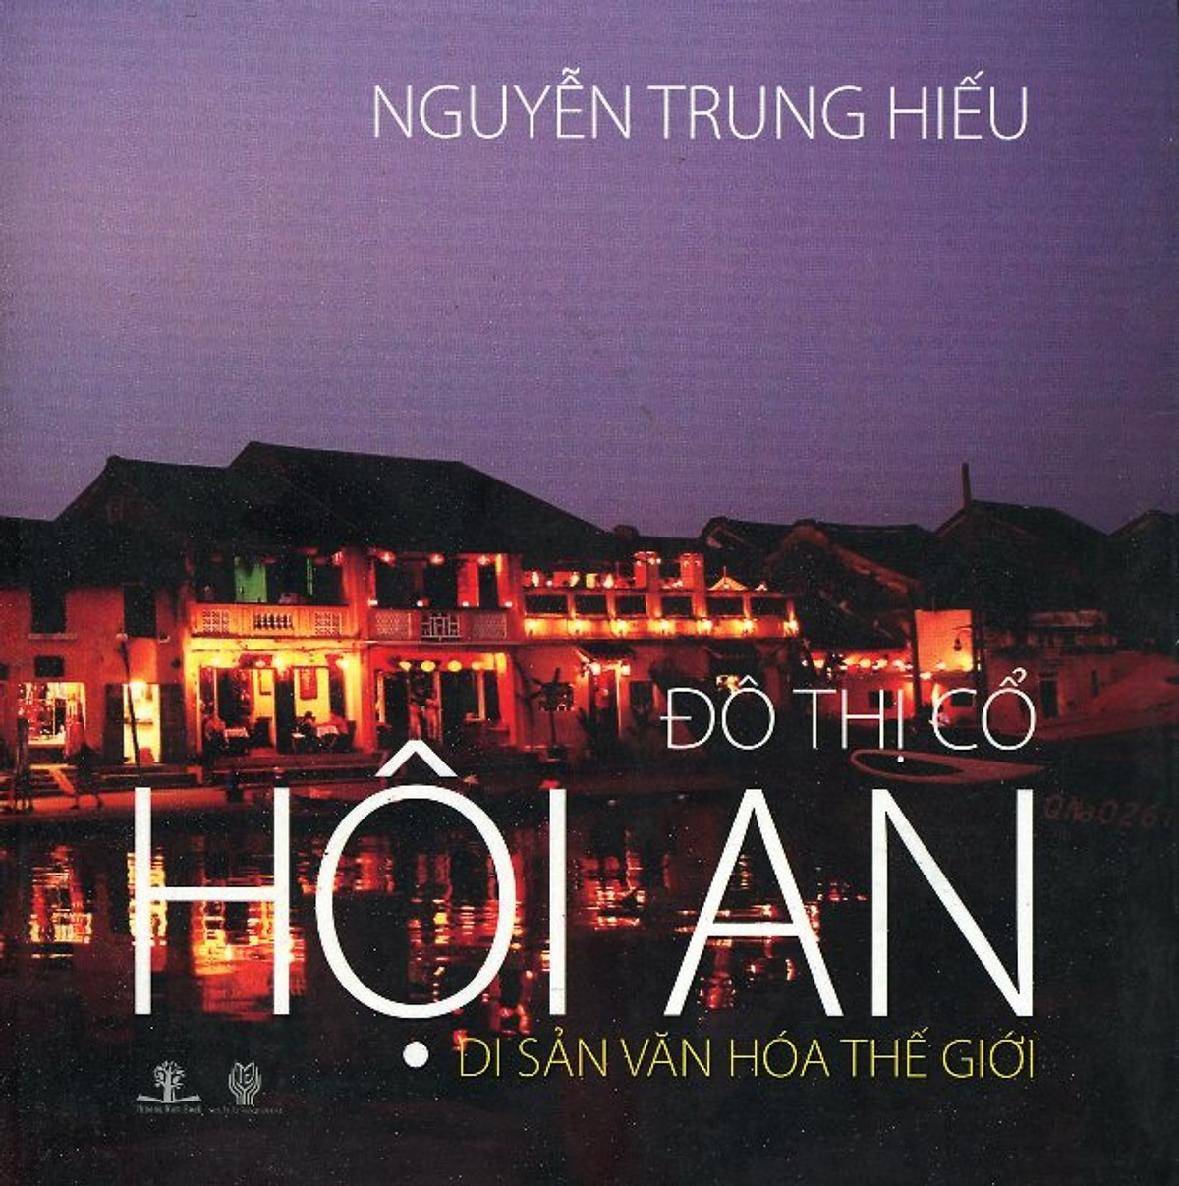 NGUYỄN TRUNG HIẾU
ĐÔ THỊ CỔ
HỘI AN
DI SẢN VĂN HÓA THẾ GIỚI